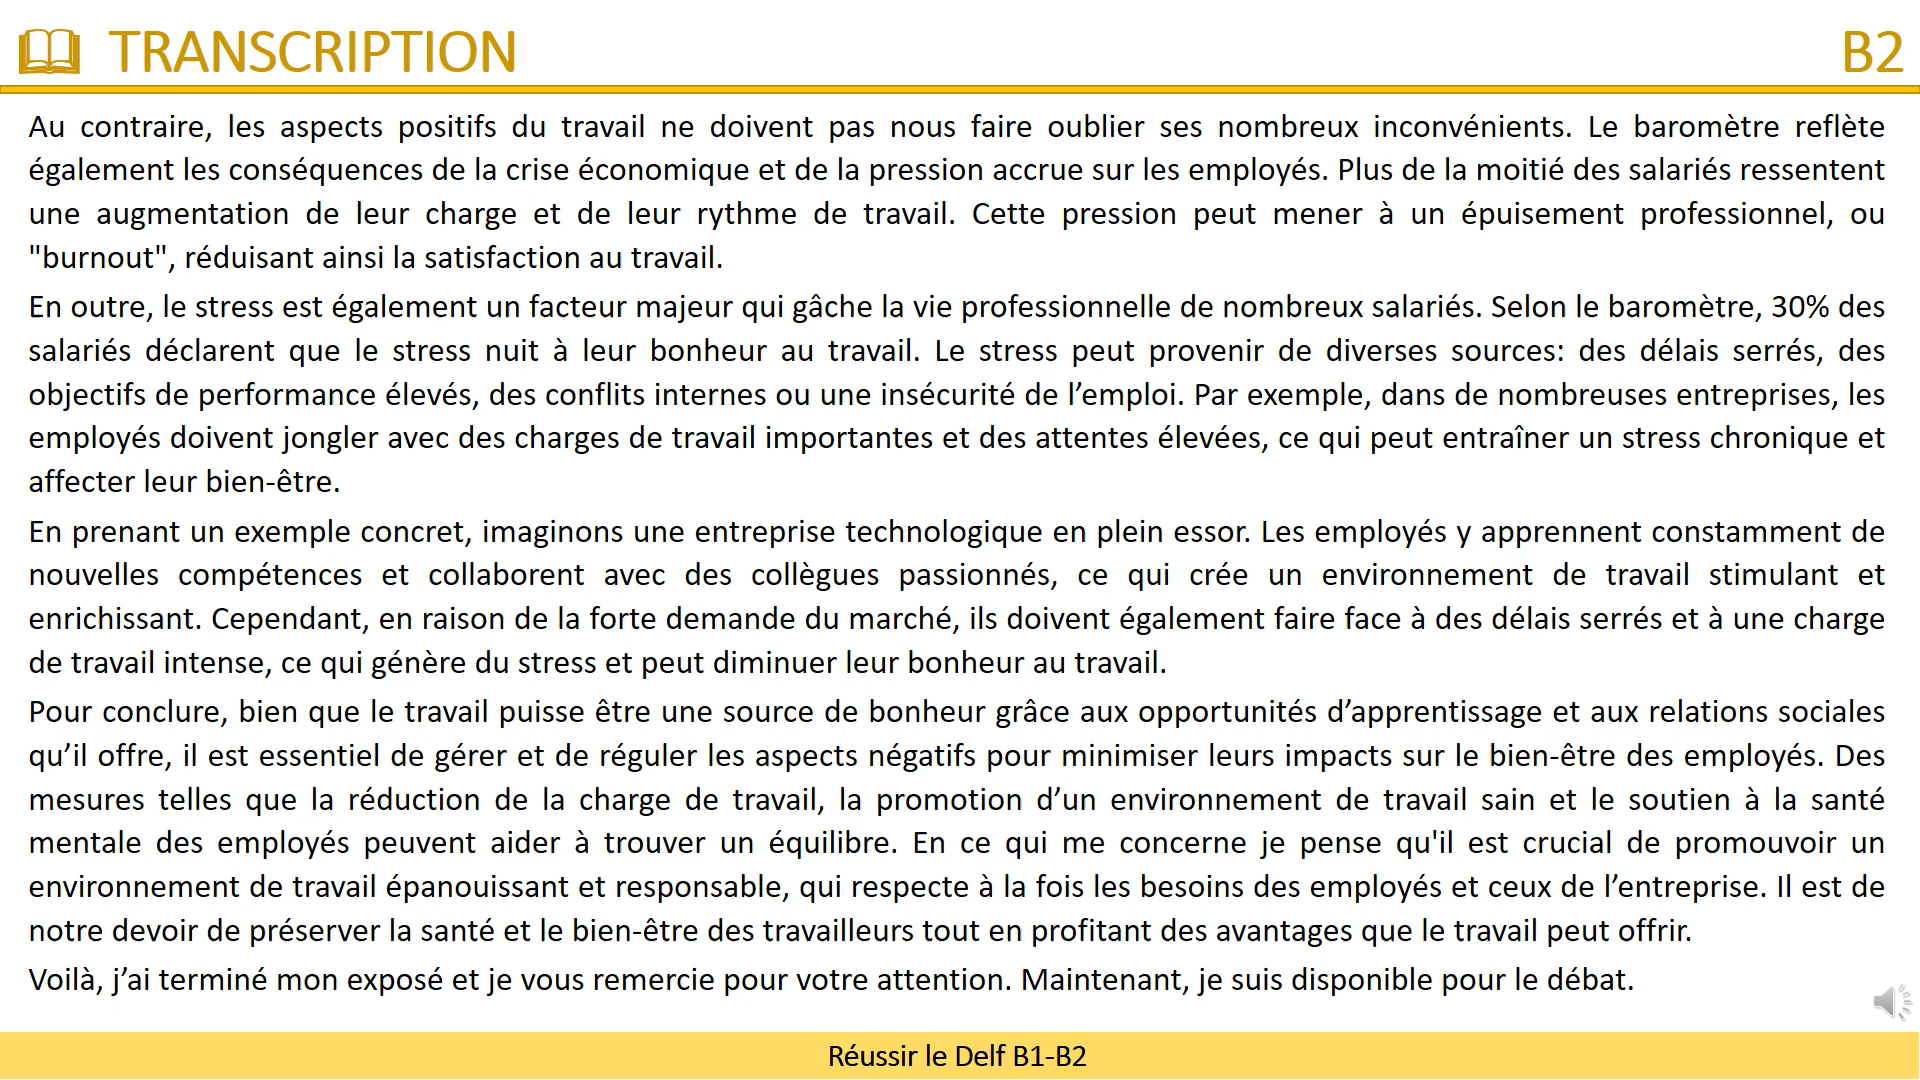 TRANSCRIPTION
B2
Au contraire, les aspects positifs du travail ne doivent pas nous faire oublier ses nombreux inconvénients. Le baromètre reflète
également les conséquences de la crise économique et de la pression accrue sur les employés. Plus de la moitié des salariés ressentent
une augmentation de leur charge et de leur rythme de travail. Cette pression peut mener à un épuisement professionnel, ou
"burnout", réduisant ainsi la satisfaction au travail.
En outre, le stress est également un facteur majeur qui gâche la vie professionnelle de nombreux salariés. Selon le baromètre, 30% des
salariés déclarent que le stress nuit à leur bonheur au travail. Le stress peut provenir de diverses sources: des délais serrés, des
objectifs de performance élevés, des conflits internes ou une insécurité de l’emploi. Par exemple, dans de nombreuses entreprises, les
employés doivent jongler avec des charges de travail importantes et des attentes élevées, ce qui peut entraîner un stress chronique et
affecter leur bien-être.
En prenant un exemple concret, imaginons une entreprise technologique en plein essor. Les employés y apprennent constamment de
nouvelles compétences et collaborent avec des collègues passionnés, ce qui crée un environnement de travail stimulant et
enrichissant. Cependant, en raison de la forte demande du marché, ils doivent également faire face à des délais serrés et à une charge
de travail intense, ce qui génère du stress et peut diminuer leur bonheur au travail.
Pour conclure, bien que le travail puisse être une source de bonheur grâce aux opportunités d’apprentissage et aux relations sociales
qu’il offre, il est essentiel de gérer et de réguler les aspects négatifs pour minimiser leurs impacts sur le bien-être des employés. Des
mesures telles que la réduction de la charge de travail, la promotion d’un environnement de travail sain et le soutien à la santé
mentale des employés peuvent aider à trouver un équilibre. En ce qui me concerne je pense qu'il est crucial de promouvoir un
environnement de travail épanouissant et responsable, qui respecte à la fois les besoins des employés et ceux de l’entreprise. Il est de
notre devoir de préserver la santé et le bien-être des travailleurs tout en profitant des avantages que le travail peut offrir.
Voilà, j’ai terminé mon exposé et je vous remercie pour votre attention. Maintenant, je suis disponible pour le débat.
Réussir le Delf B1-B2